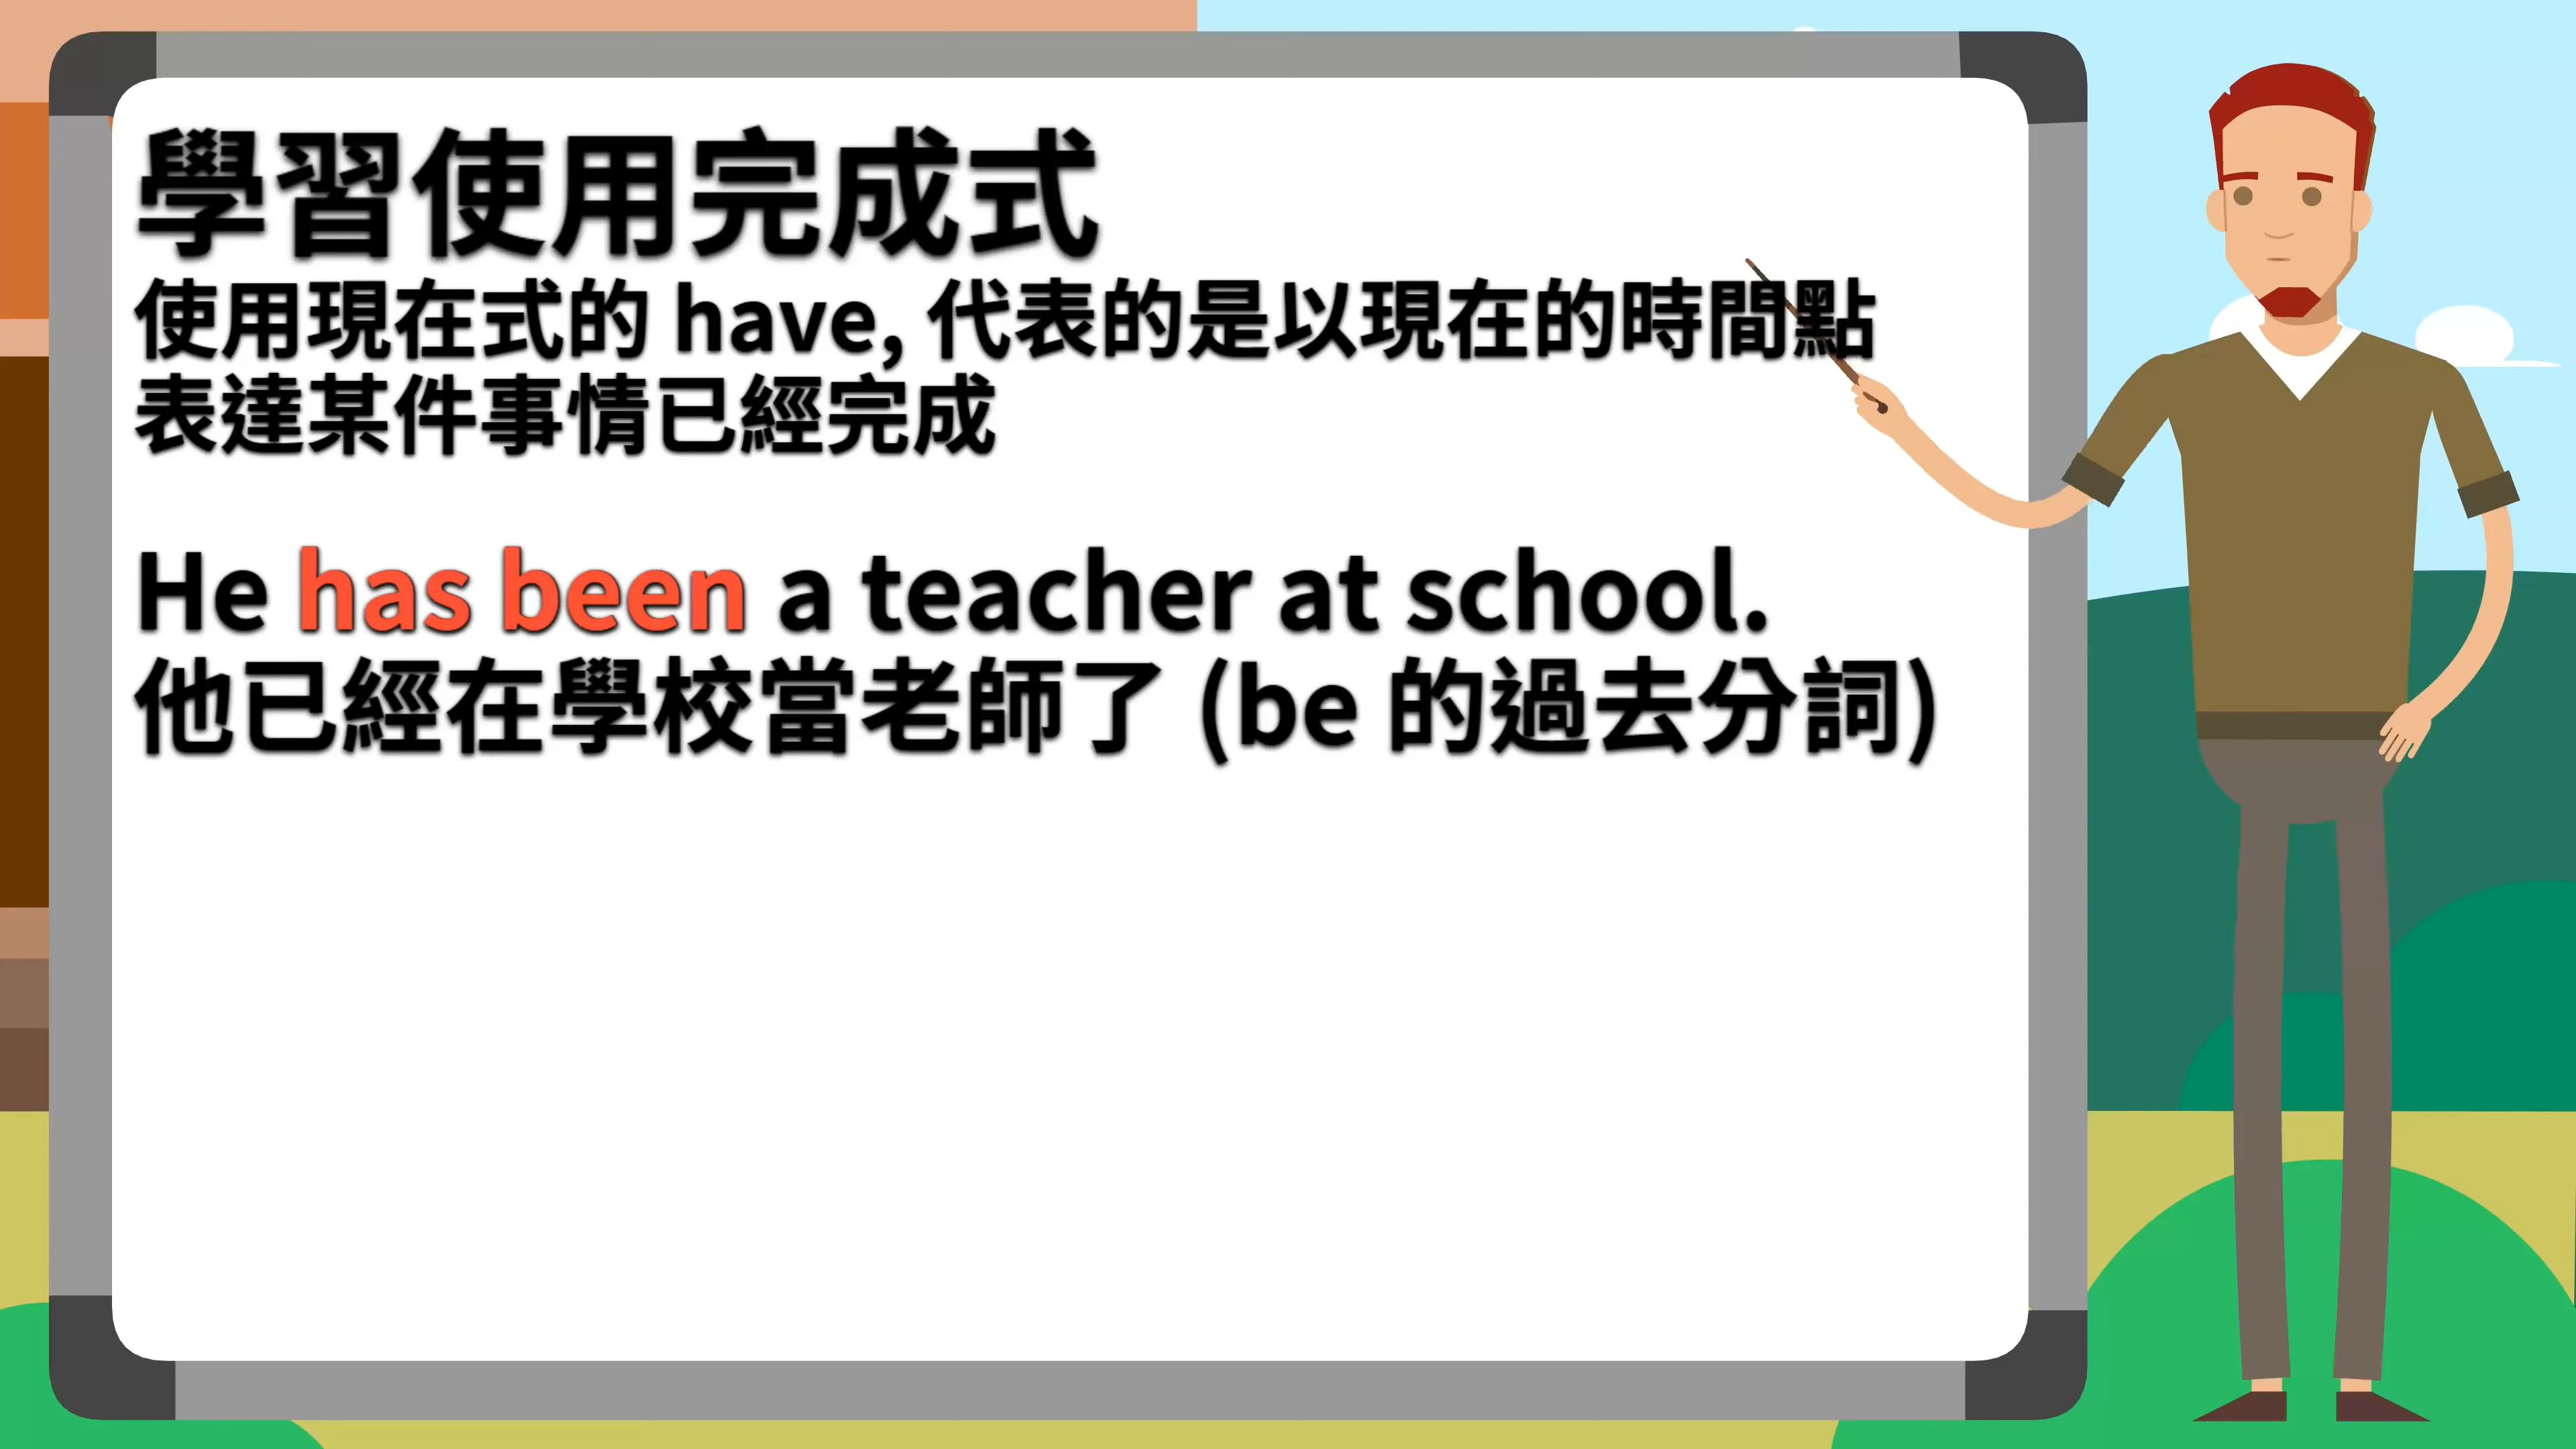 學習使用完成式
使用現在式的 have, 代表的是以現在的時間點
表達某件事情已經完成
He has been a teacher at school.
他已經在學校當老師了 (be 的過去分詞)